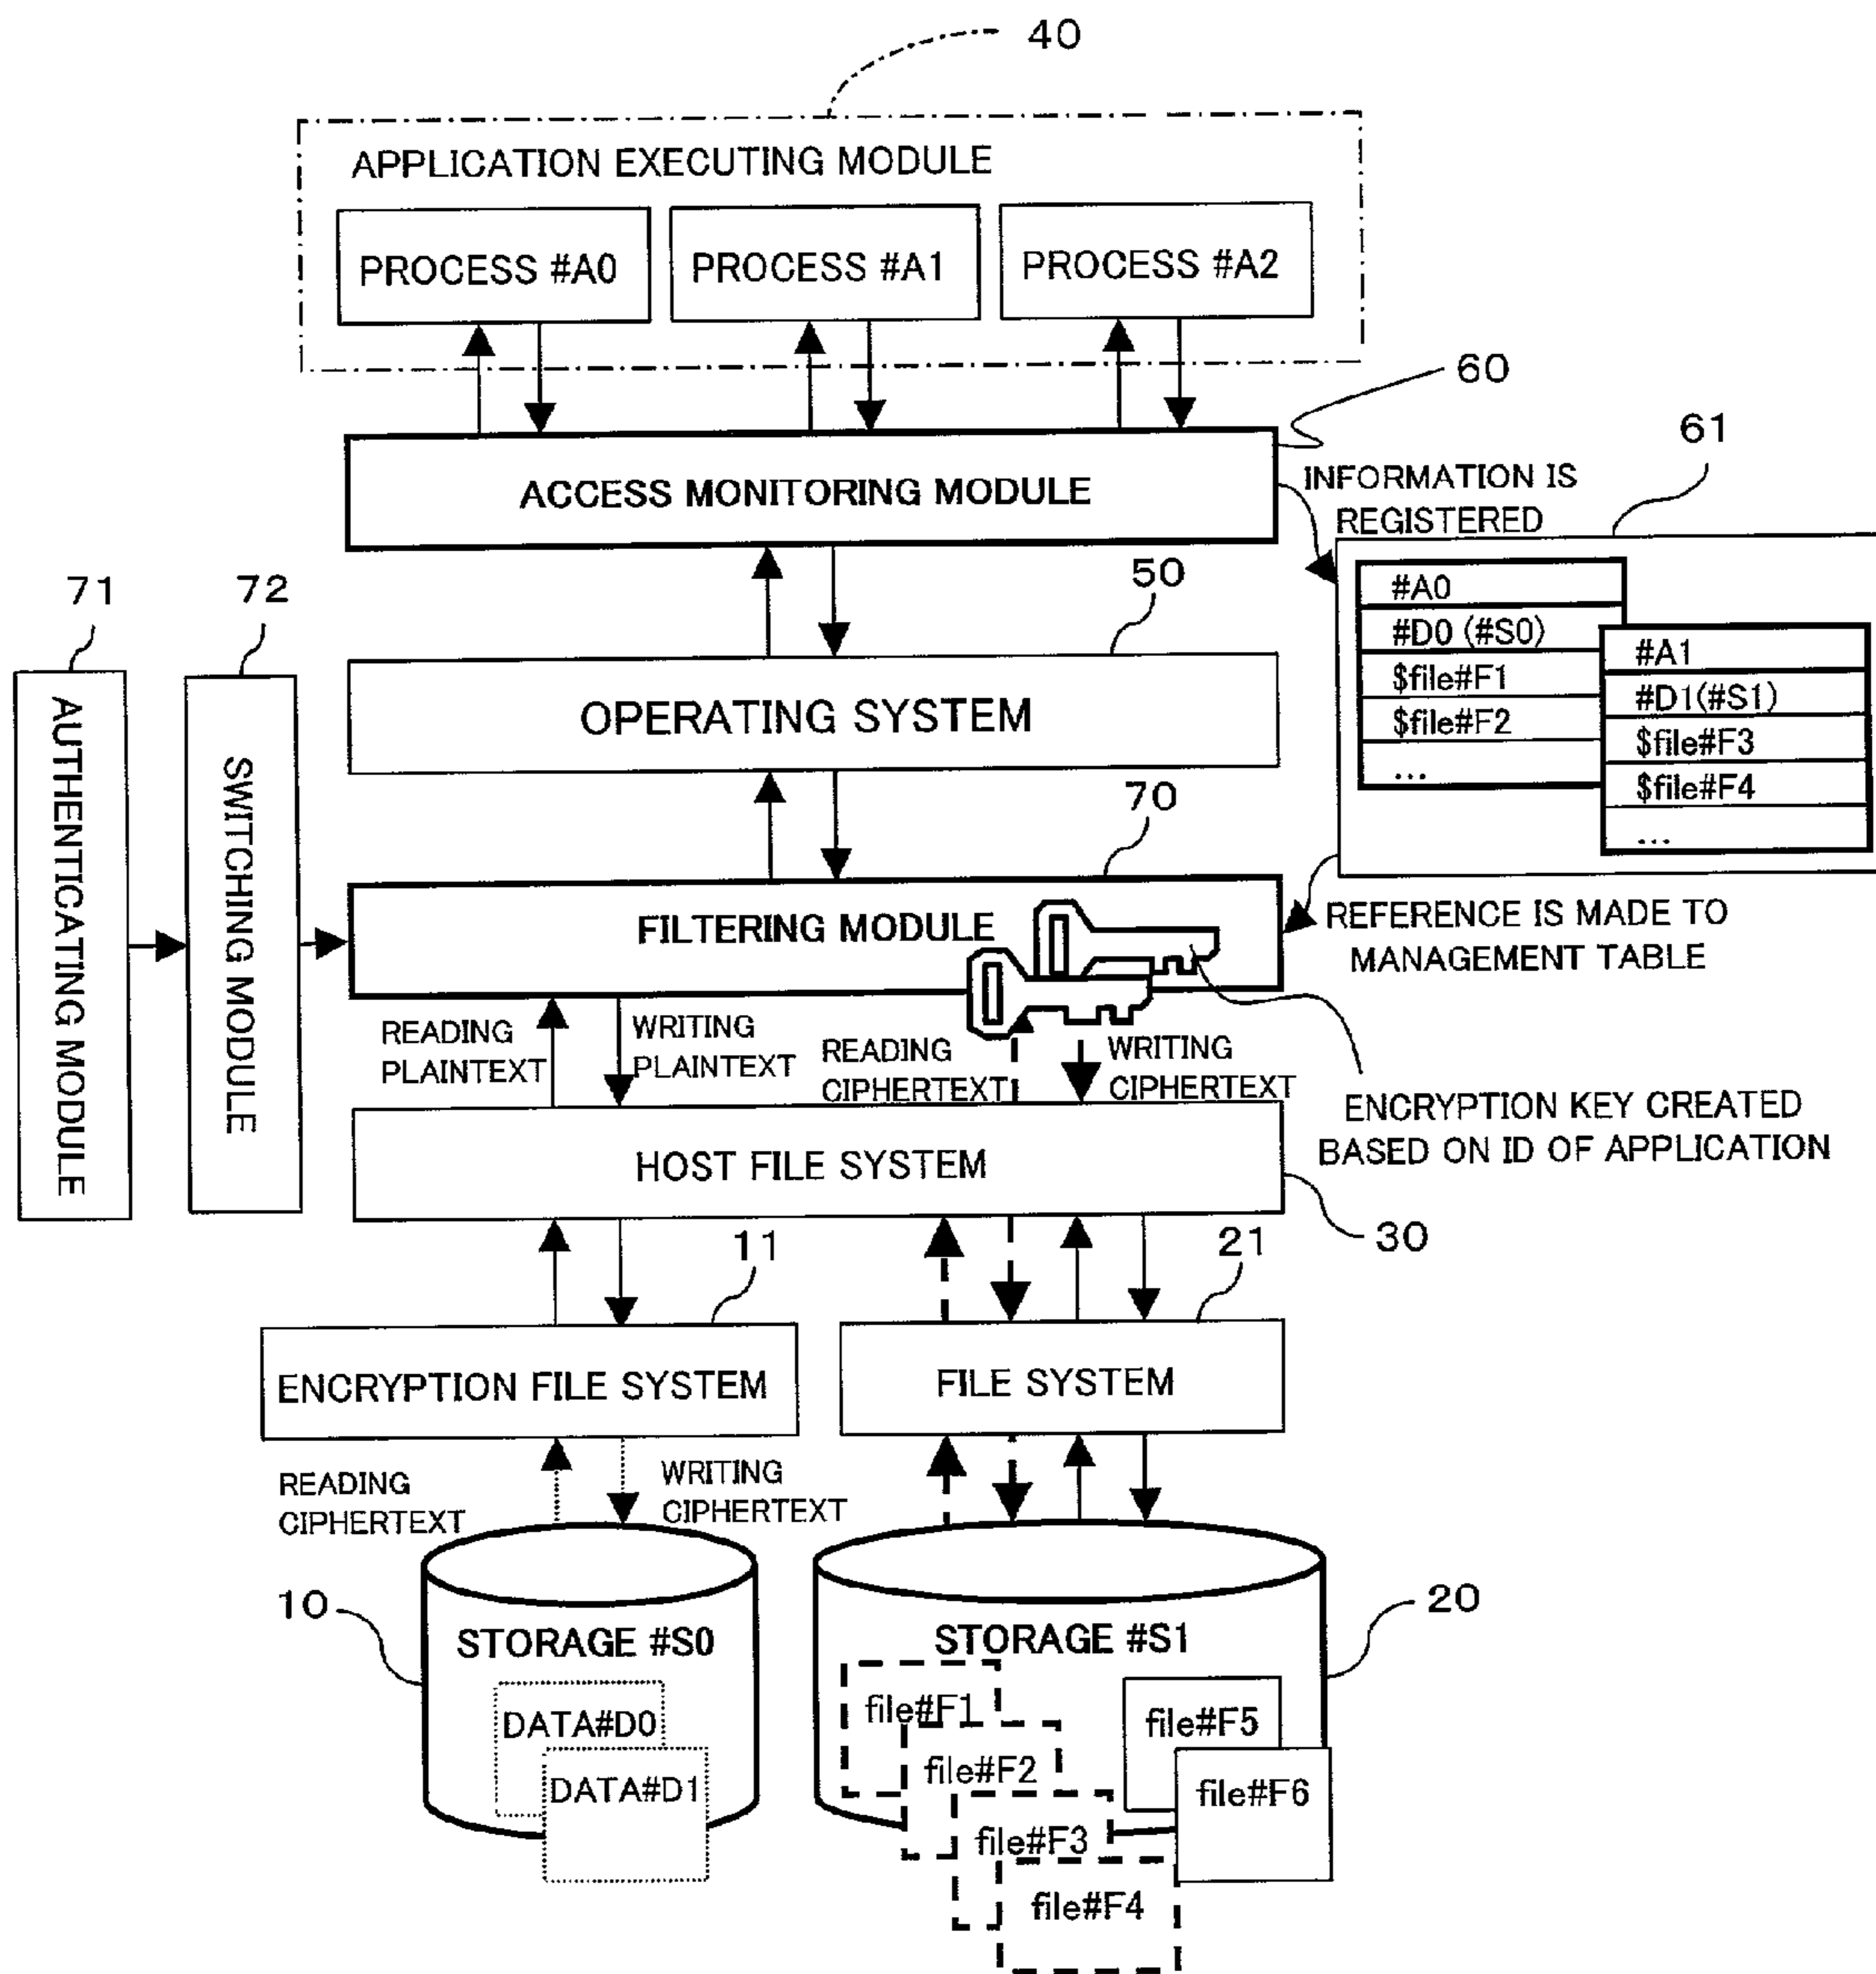 40
APPLICATION EXECUTING MODULE
PROCESS #A0
PROCESS #A1
PROCESS #A2
60
ACCESS MONITORING MODULE
INFORMATION IS
REGISTERED
61
#A0
#D0 (#S0)
$file#F1
$file#F2
...
#A1
#D1(#S1)
$file#F3
$file#F4
...
50
OPERATING SYSTEM
71
AUTHENTICATING MODULE
72
SWITCHING MODULE
70
FILTERING MODULE
REFERENCE IS MADE TO
MANAGEMENT TABLE
READING
PLAINTEXT
WRITING
PLAINTEXT
READING
CIPHERTEXT
WRITING
CIPHERTEXT
ENCRYPTION KEY CREATED
BASED ON ID OF APPLICATION
HOST FILE SYSTEM
30
11
ENCRYPTION FILE SYSTEM
21
FILE SYSTEM
READING
CIPHERTEXT
WRITING
CIPHERTEXT
10
STORAGE #S0
DATA#D0
DATA#D1
20
STORAGE #S1
file#F1
file#F2
file#F3
file#F4
file#F5
file#F6